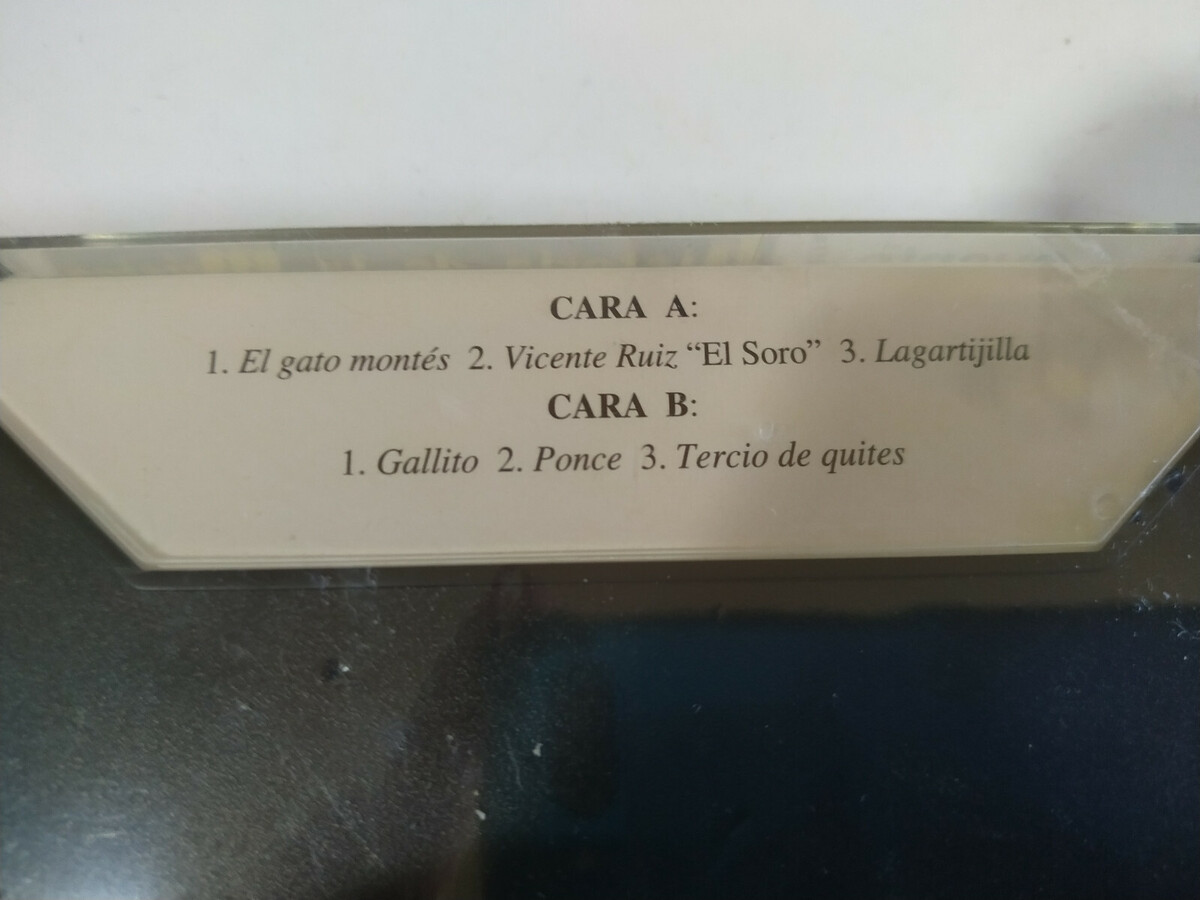 CARA A:
1. El gato montés 2. Vicente Ruiz “El Soro” 3. Lagartijilla
CARA B:
1. Gallito 2. Ponce 3. Tercio de quites